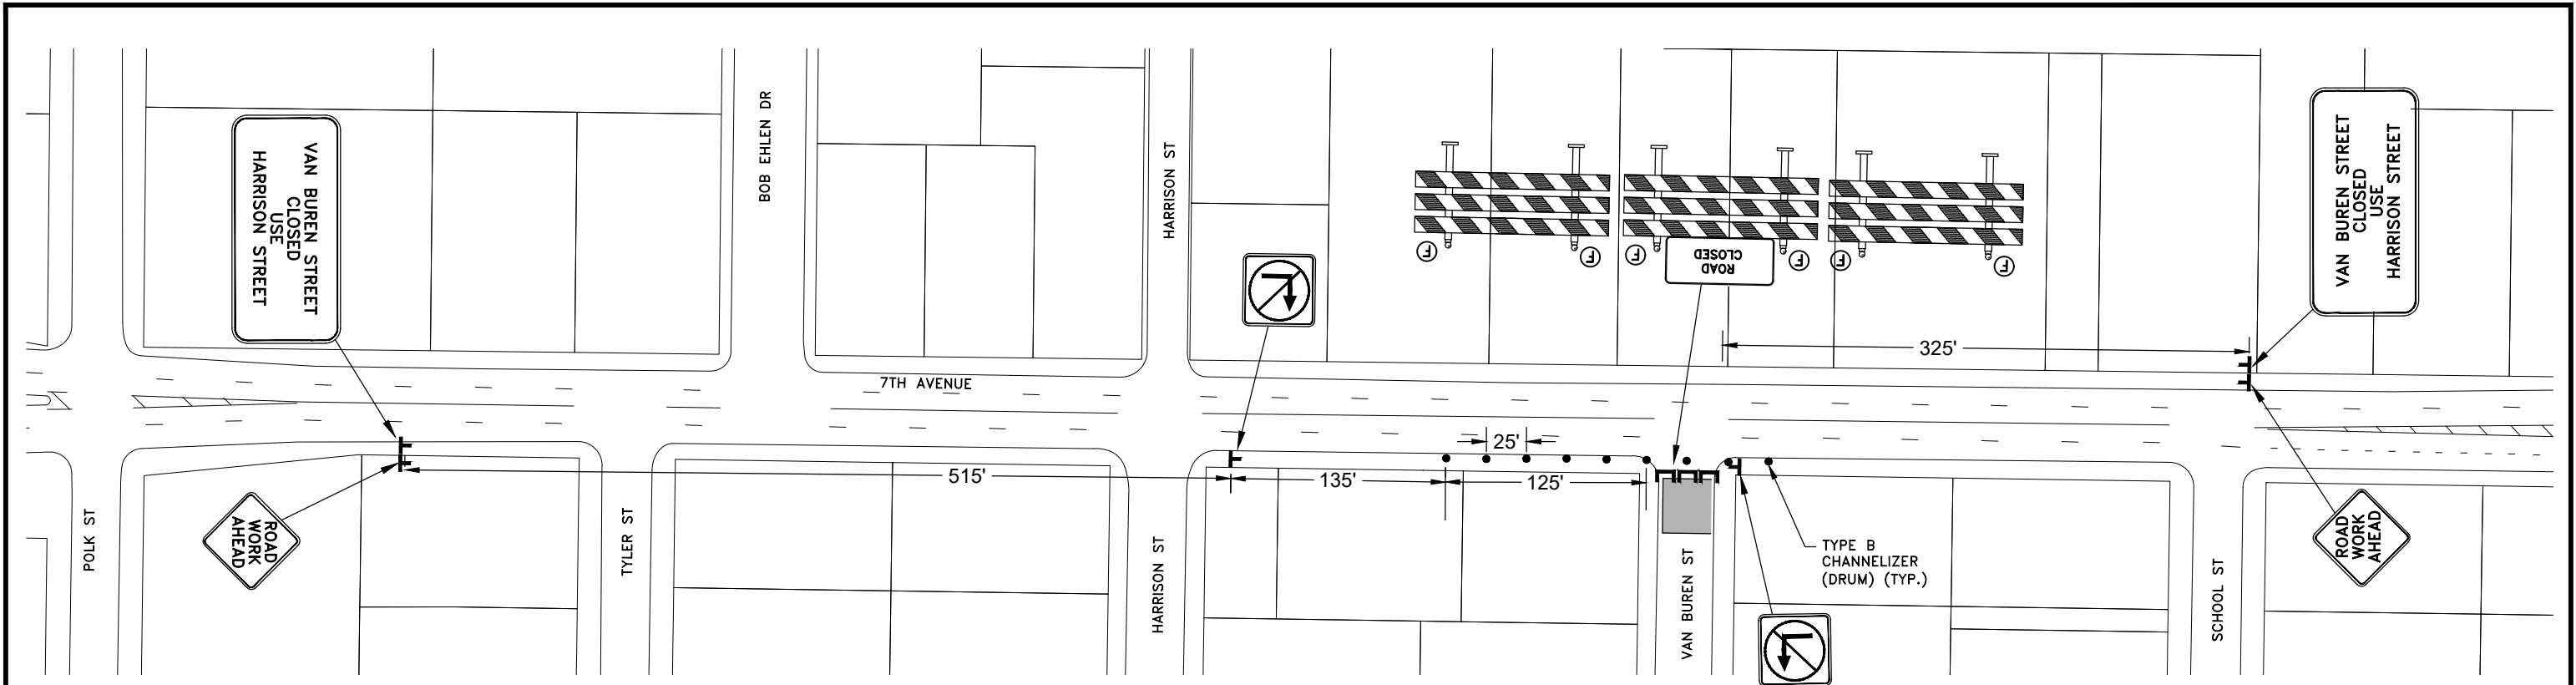 VAN BUREN STREET
CLOSED
USE
HARRISON STREET
BOB EHLEN DR
HARRISON ST
F
F
F
ROAD
CLOSED
F
F
F
VAN BUREN STREET
CLOSED
USE
HARRISON STREET
325'
7TH AVENUE
25'
515'
135'
125'
POLK ST
ROAD
WORK
AHEAD
TYLER ST
HARRISON ST
VAN BUREN ST
TYPE B
CHANNELIZER
(DRUM) (TYP.)
SCHOOL ST
ROAD
WORK
AHEAD